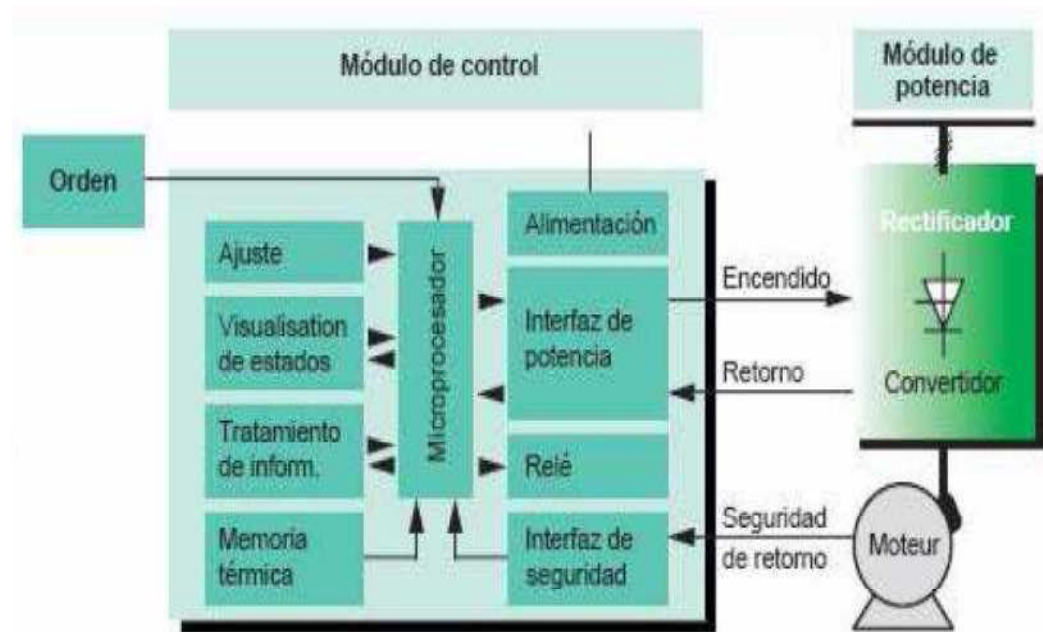 Módulo de control
Módulo de
potencia
Orden
Ajuste
Visualisation
de estados
Tratamiento
de inform.
Memoria
térmica
Microprocesador
Alimentación
Interfaz de
potencia
Relé
Interfaz de
seguridad
Encendido
Retorno
Seguridad
de retorno
Rectificador
Convertidor
Moteur